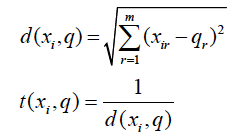 d(x_i,q) = \sqrt{\sum_{r=1}^{m} (x_{ir} - q_r)^2}
t(x_i,q) = \frac{1}{d(x_i,q)}